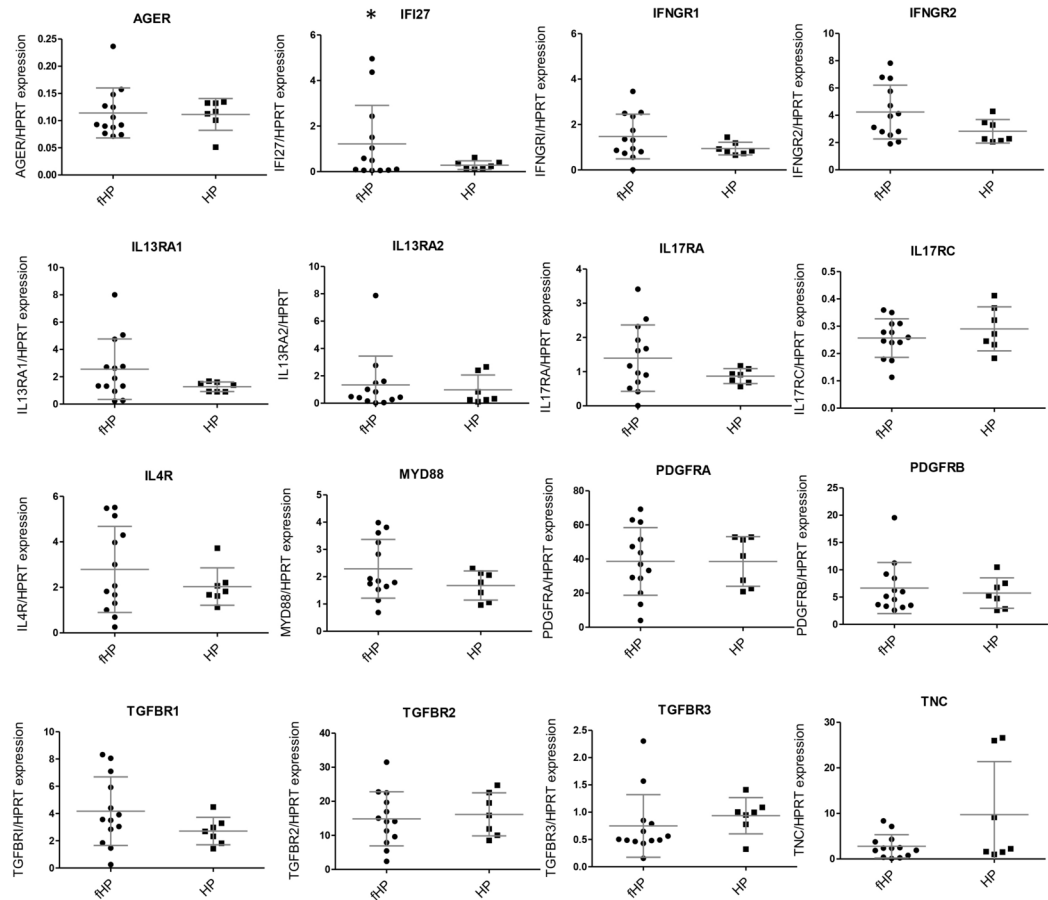 AGER
AGER/HPRT expression
0.25
0.20
0.15
0.10
0.05
0.00
fHP
HP
*
IFI27
IFI27/HPRT expression
6
4
2
0
fHP
HP
IFNGR1
IFNGRI/HPRT expression
6
4
2
0
fHP
HP
IFNGR2
IFNGR2/HPRT expression
10
8
6
4
2
0
fHP
HP
IL13RA1
IL13RA1/HPRT expression
10
8
6
4
2
0
fHP
HP
IL13RA2
IL13RA2/HPRT
10
8
6
4
2
0
fHP
HP
IL17RA
IL17RA/HPRT expression
4
3
2
1
0
fHP
HP
IL17RC
IL17RC/HPRT expression
0.5
0.4
0.3
0.2
0.1
0.0
fHP
HP
IL4R
IL4R/HPRT expression
6
4
2
0
fHP
HP
MYD88
MYD88/HPRT expression
5
4
3
2
1
0
fHP
HP
PDGFRA
PDGFRA/HPRT expression
80
60
40
20
0
fHP
HP
PDGFRB
PDGFRB/HPRT expression
25
20
15
10
5
0
fHP
HP
TGFBR1
TGFBRI/HPRT expression
10
8
6
4
2
0
fHP
HP
TGFBR2
TGFBR2/HPRT expression
40
30
20
10
0
fHP
HP
TGFBR3
TGFBR3/HPRT expression
2.5
2.0
1.5
1.0
0.5
0.0
fHP
HP
TNC
TNC/HPRT expression
30
20
10
0
fHP
HP